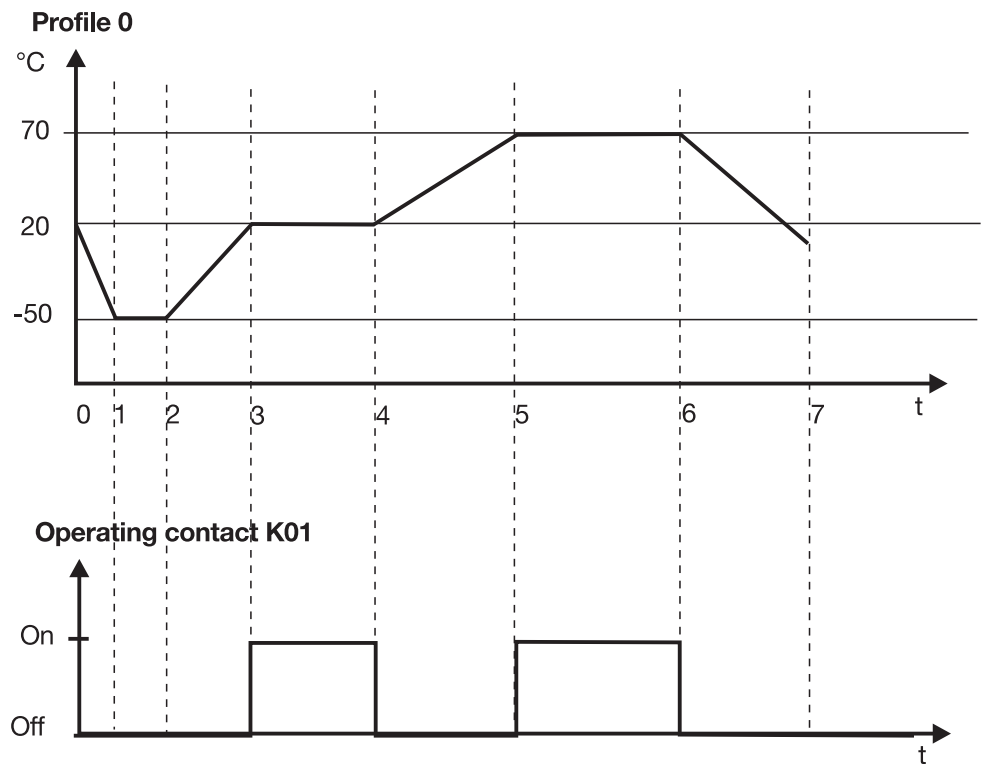 Profile 0
°C
70
20
-50
0 1 2 3 4 5 6 7 t
Operating contact K01
On
Off
t